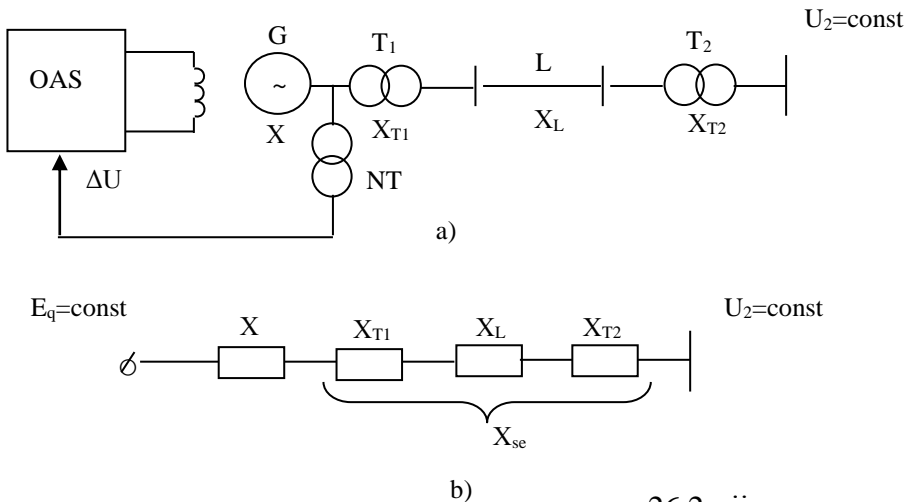 U₂=const
G
T₁
T₂
OAS
~
L
X
X_T1
X_L
X_T2
ΔU
NT
a)
E_q=const
U₂=const
X
X_T1
X_L
X_T2
X_se
b)